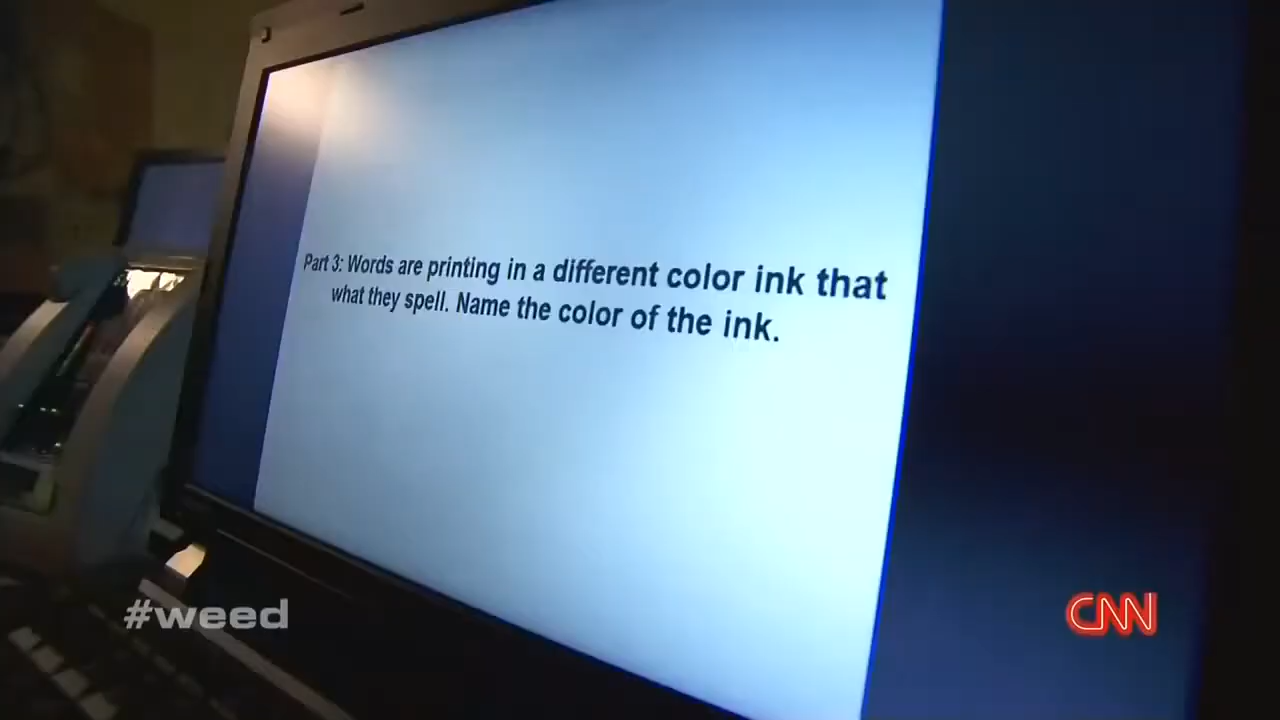 Part 3: Words are printing in a different color ink that
what they spell. Name the color of the ink.
#weed
CNN